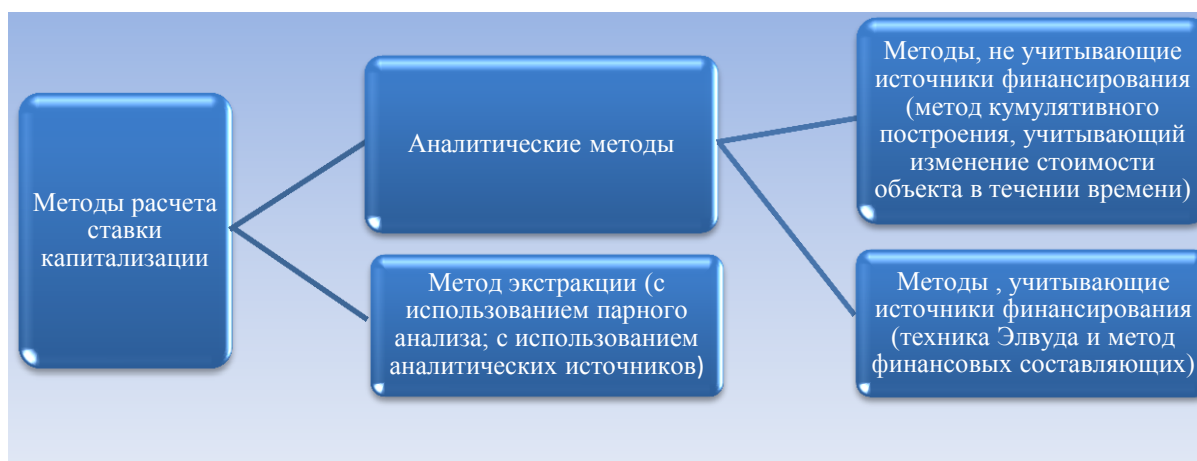 Методы расчета
ставки
капитализации
Аналитические методы
Метод экстракции (с
использованием парного
анализа; с использованием
аналитических источников)
Методы, не учитывающие
источники финансирования
(метод кумулятивного
построения, учитывающий
изменение стоимости
объекта в течении времени)
Методы , учитывающие
источники финансирования
(техника Элвуда и метод
финансовых составляющих)